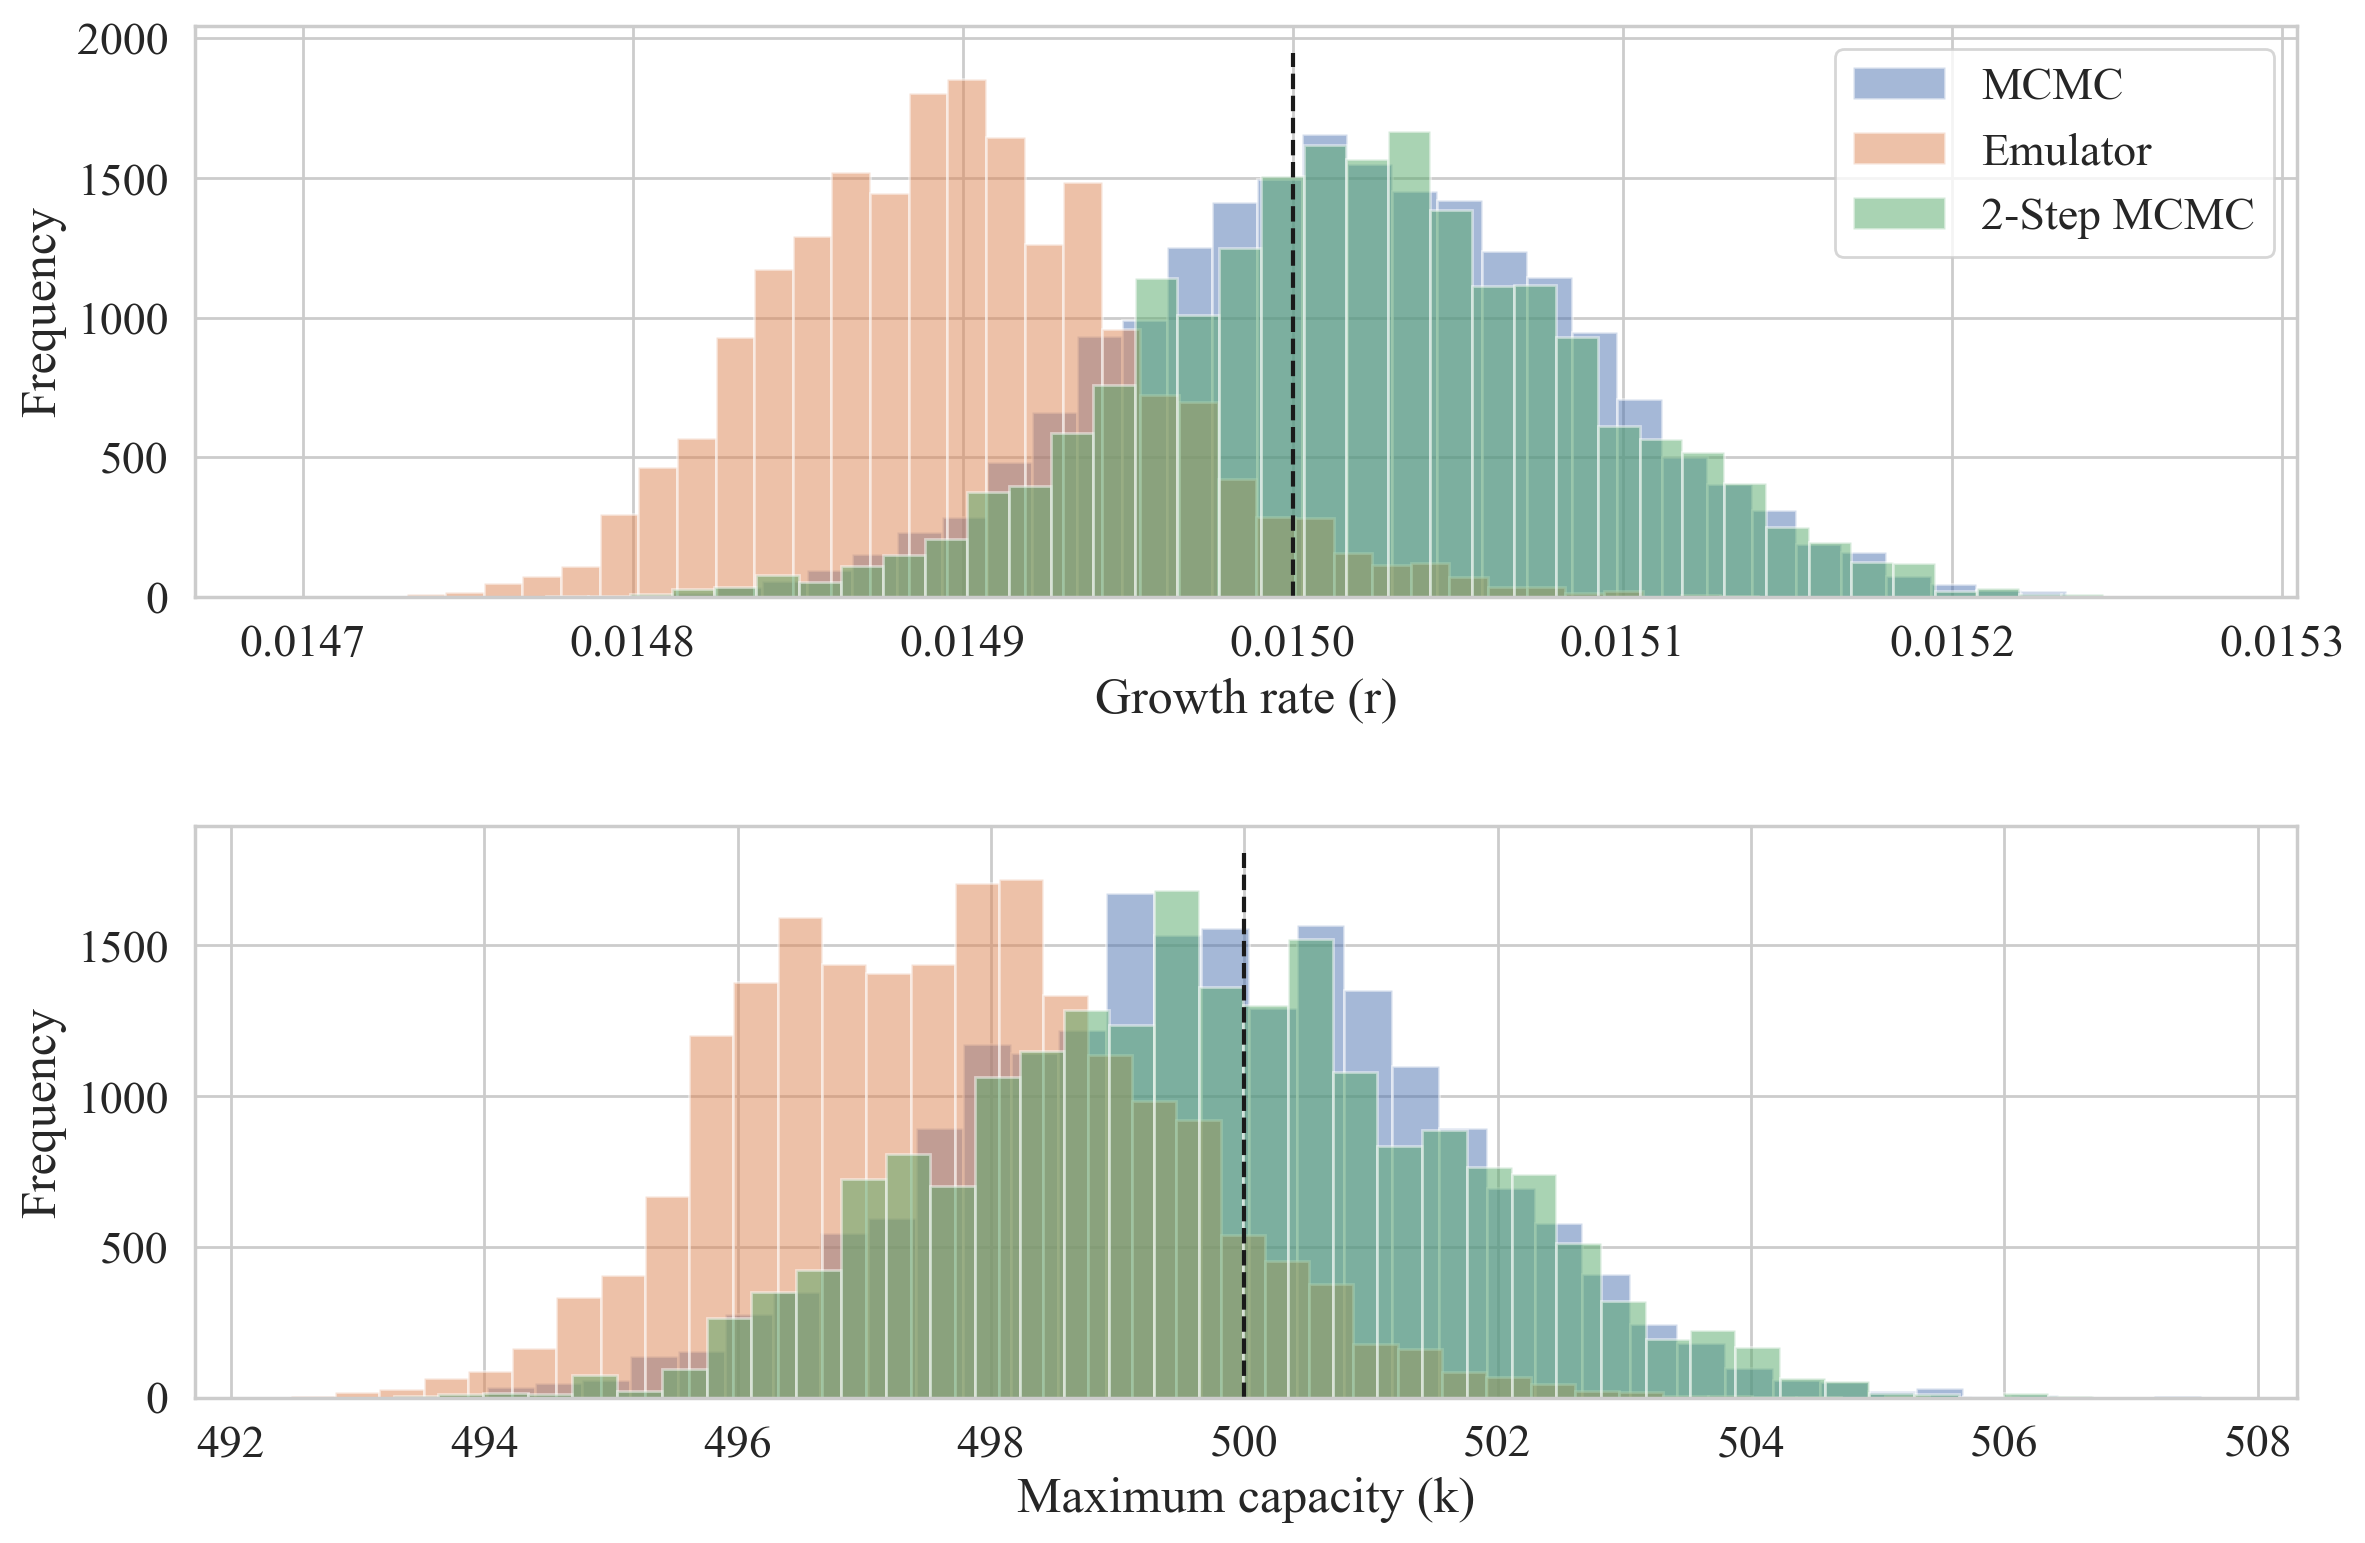 2000
1500
1000
500
0
Frequency
MCMC
Emulator
2-Step MCMC
0.0147 0.0148 0.0149 0.0150 0.0151 0.0152 0.0153
Growth rate (r)
1500
1000
500
0
Frequency
492 494 496 498 500 502 504 506 508
Maximum capacity (k)